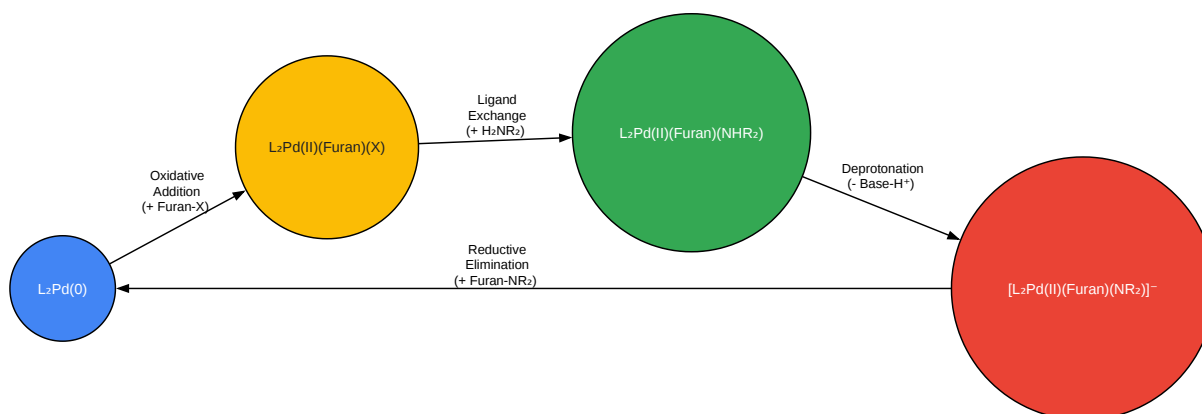 L₂Pd(0)
Oxidative
Addition
(+ Furan-X)
L₂Pd(II)(Furan)(X)
Ligand
Exchange
(+ H₂NR₂)
L₂Pd(II)(Furan)(NHR₂)
Deprotonation
(- Base-H⁺)
[L₂Pd(II)(Furan)(NR₂)]⁻
Reductive
Elimination
(+ Furan-NR₂)